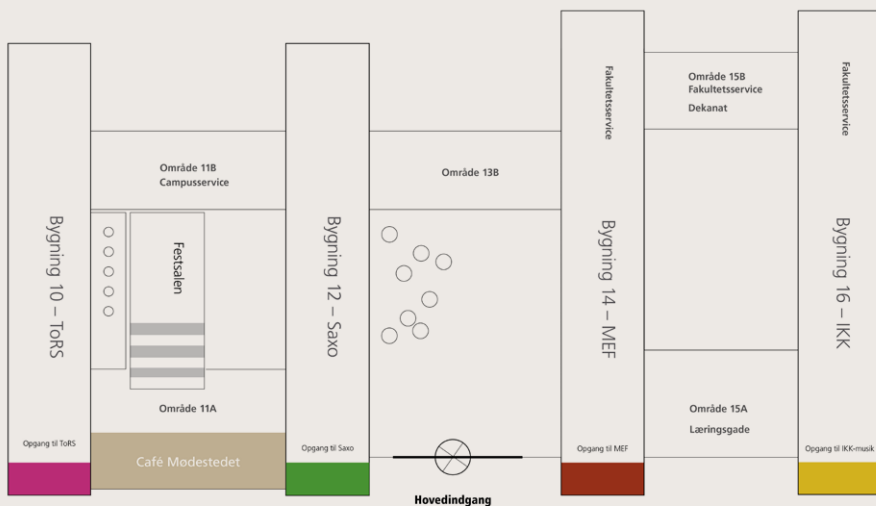 Fakultetsservice
Område 15B
Fakultetsservice
Dekanat
Fakultetsservice
Område 11B
Campusservice
Område 13B
Bygning 10 – ToRS
Festsalen
Bygning 12 – Saxo
Bygning 14 – MEF
Bygning 16 – IKK
Område 11A
Område 15A
Læringsgade
Opgang til ToRS
Opgang til Saxo
Opgang til MEF
Opgang til IKK-musik
Café Mødestedet
Hovedindgang